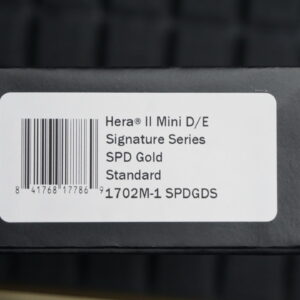 Hera® II Mini D/E
Signature Series
SPD Gold
Standard
1702M-1 SPDGDS
8 41768 17786 9